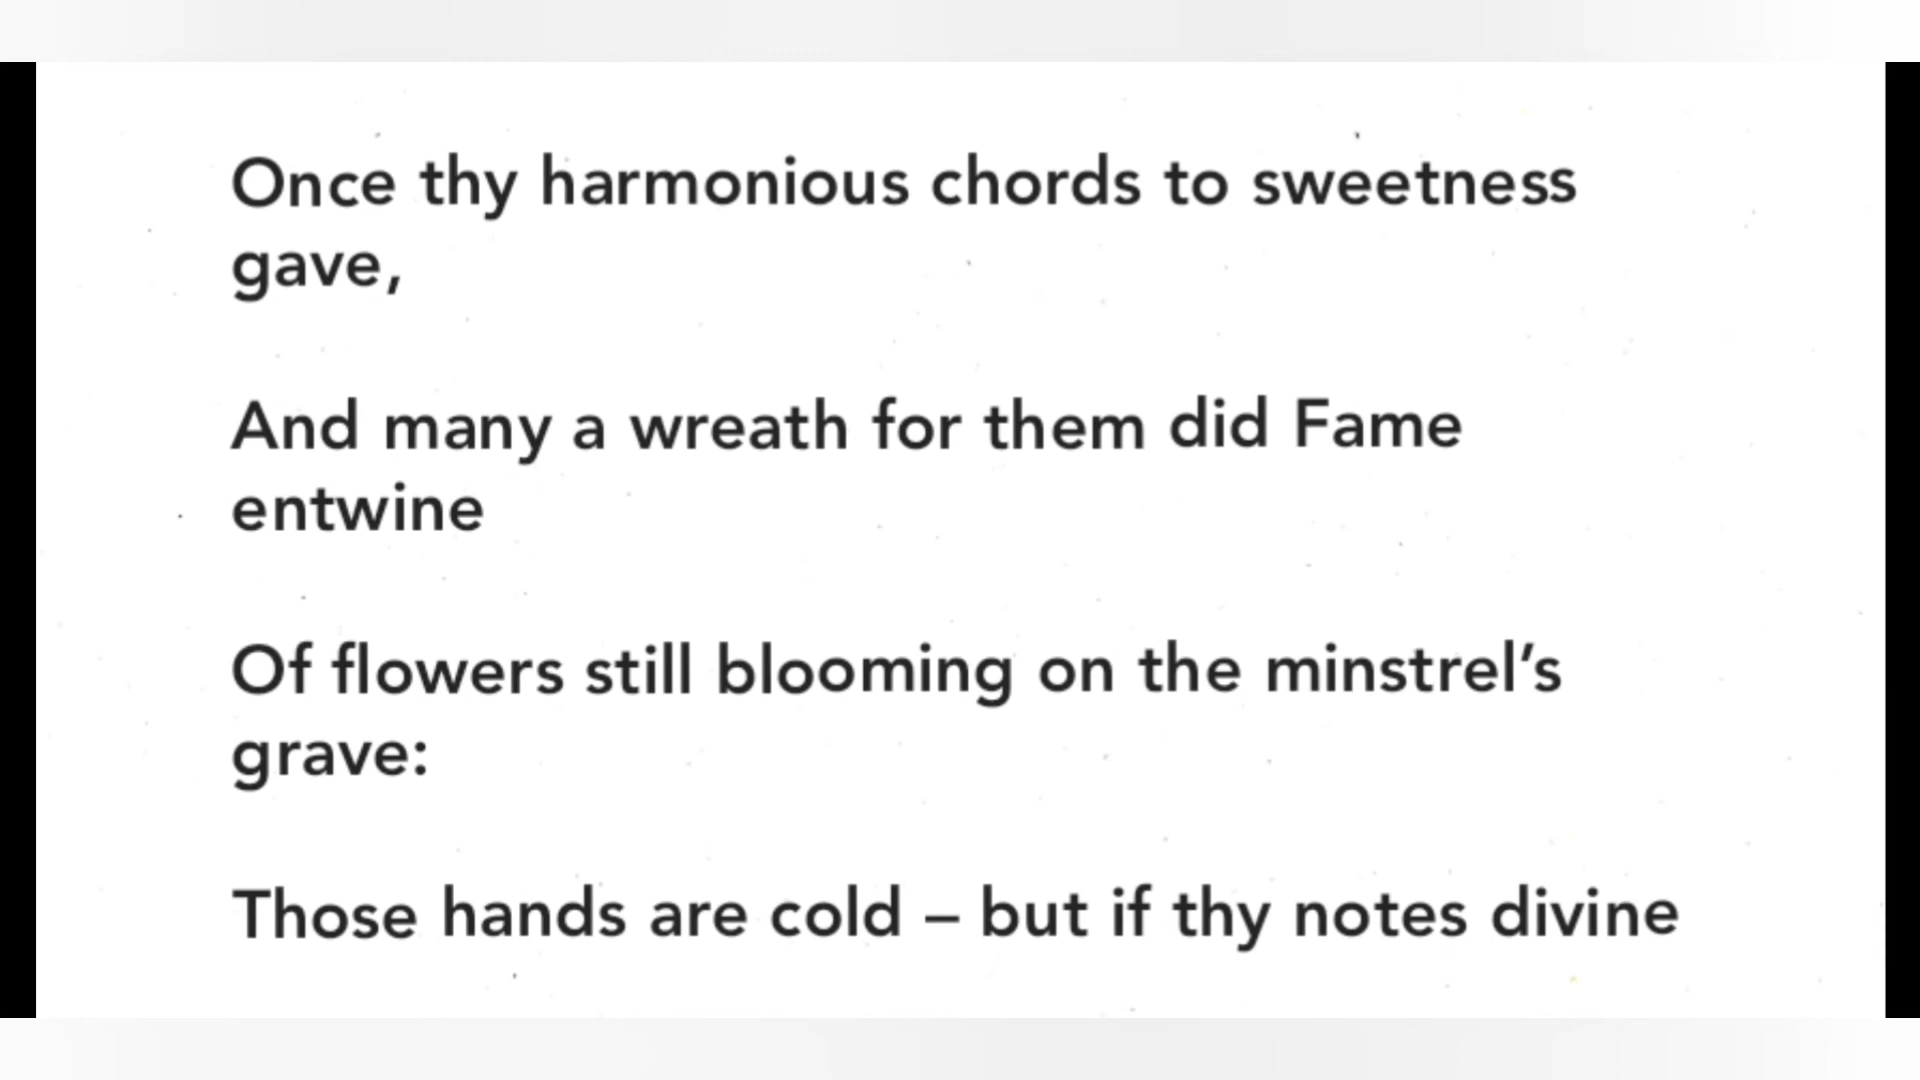 Once thy harmonious chords to sweetness
gave,
And many a wreath for them did Fame
entwine
Of flowers still blooming on the minstrel’s
grave:
Those hands are cold – but if thy notes divine